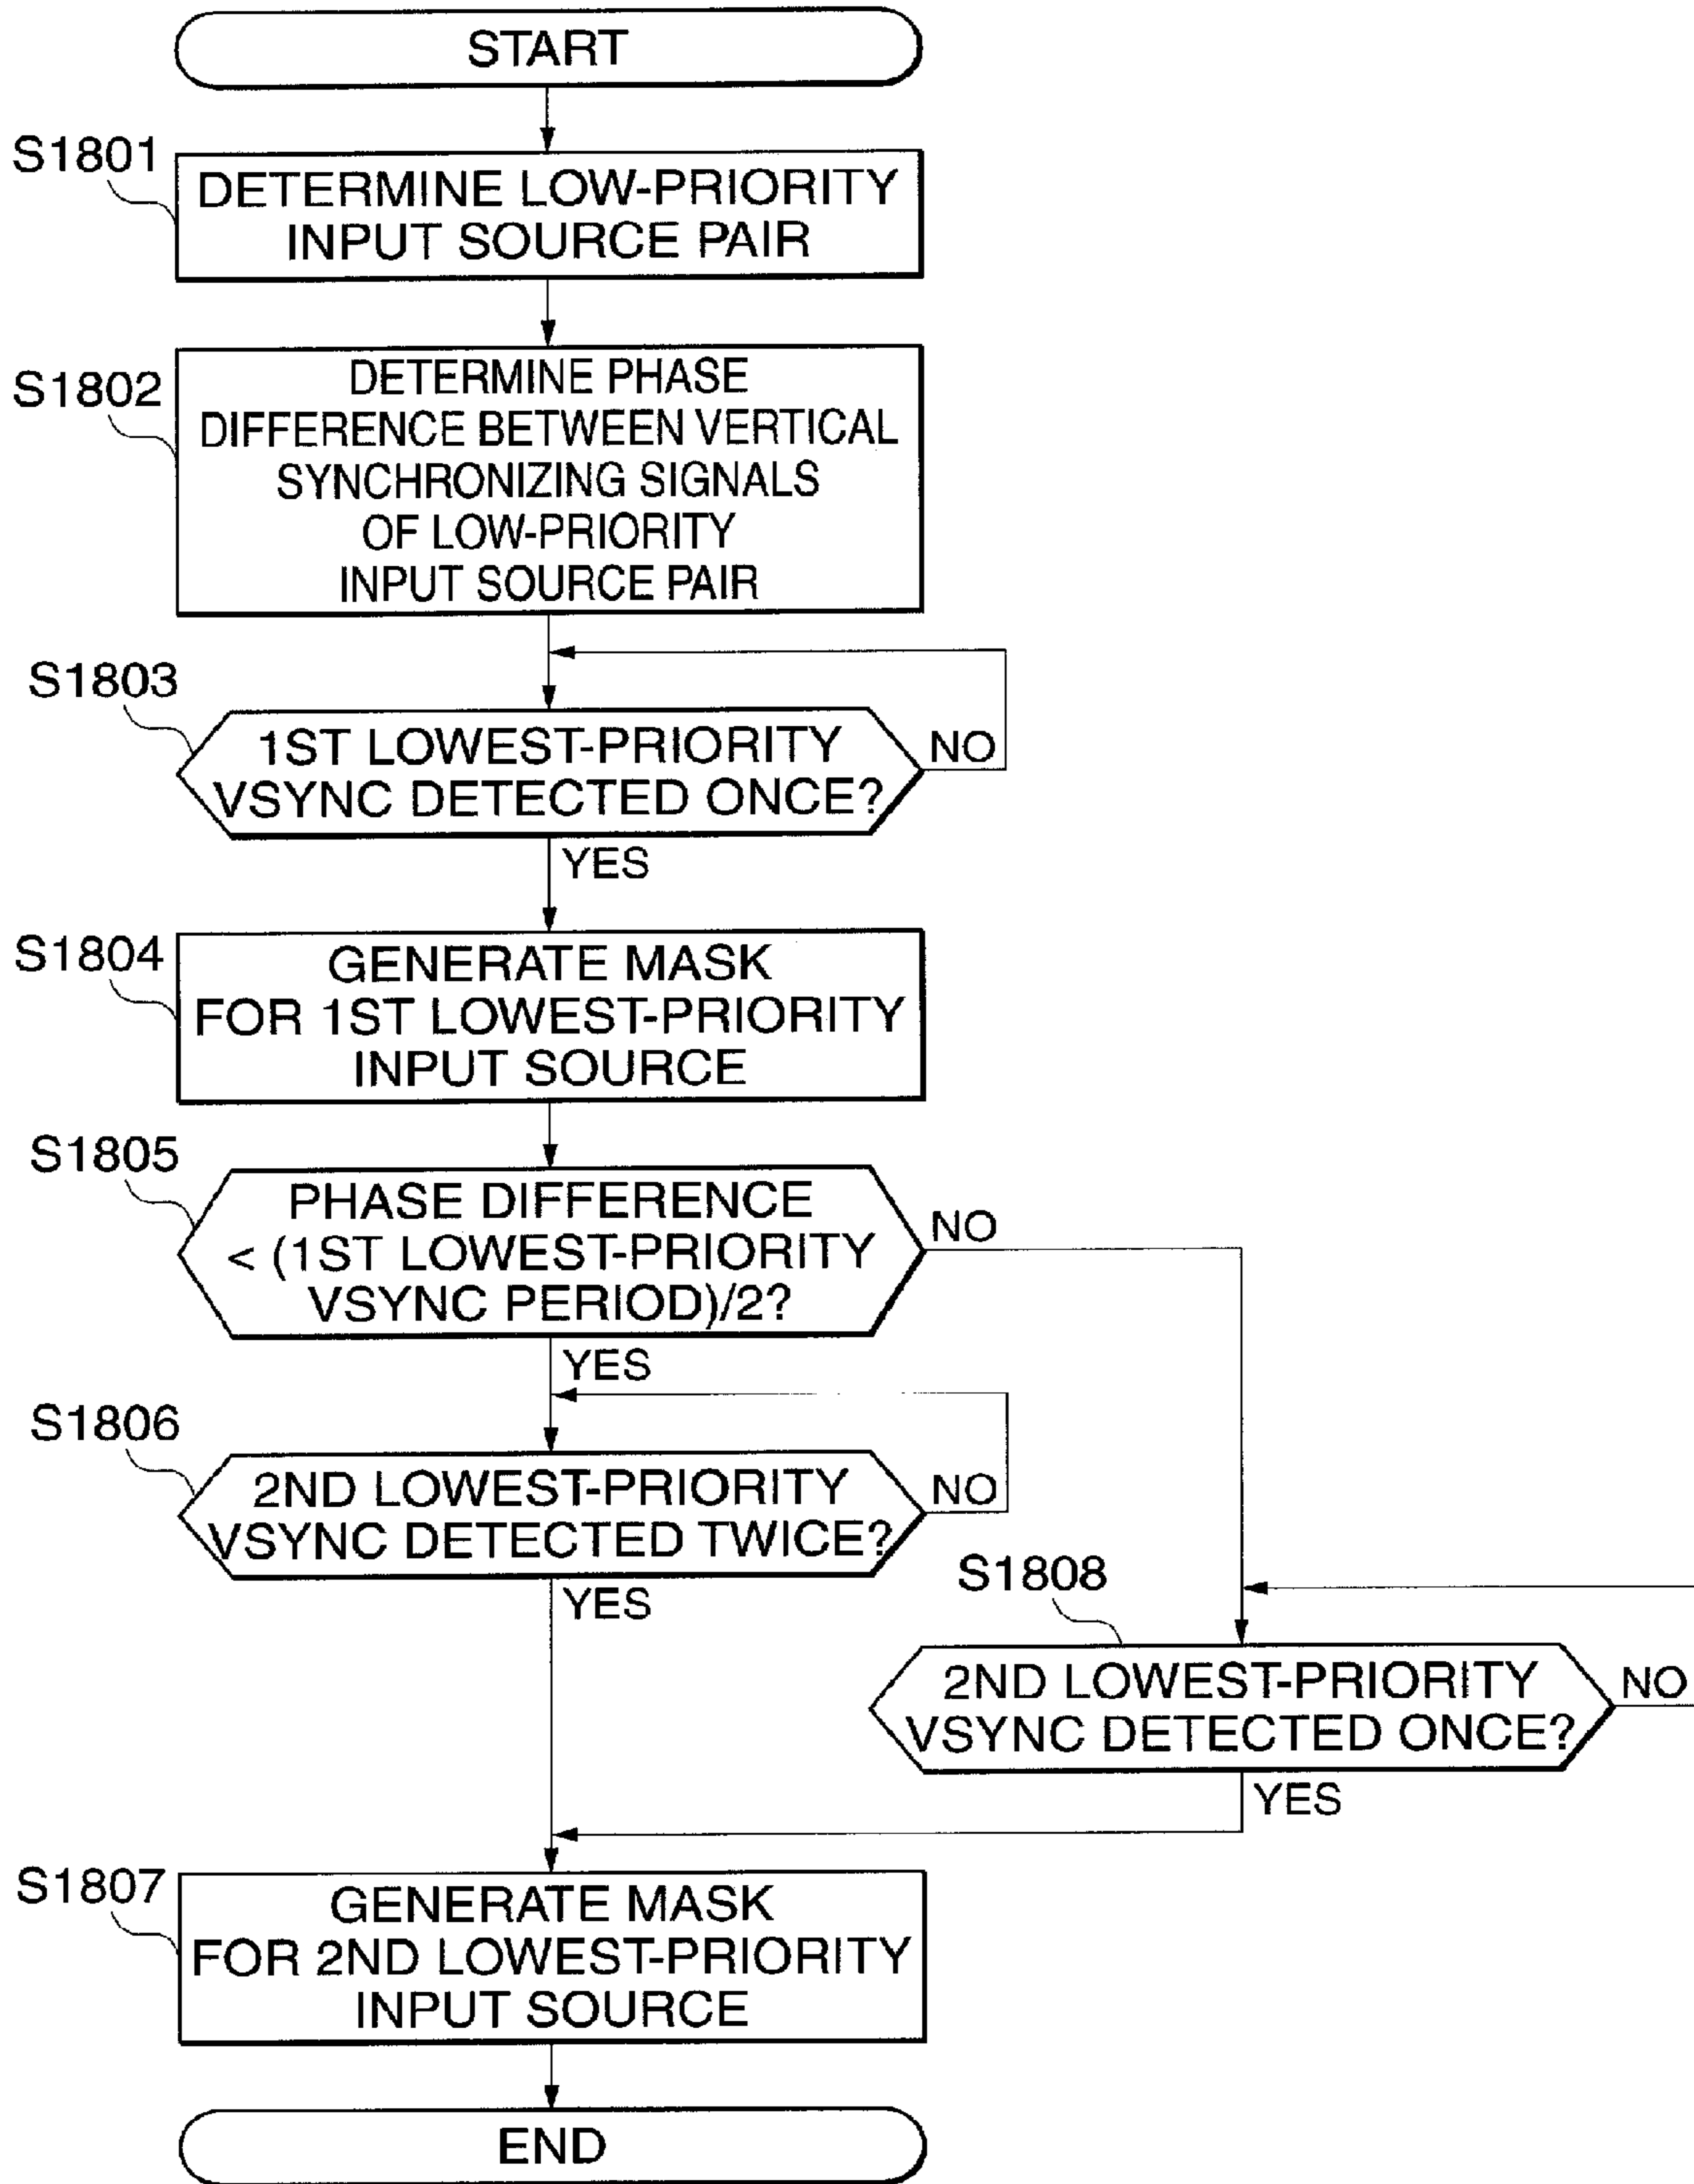 START
S1801
DETERMINE LOW-PRIORITY
INPUT SOURCE PAIR
S1802
DETERMINE PHASE
DIFFERENCE BETWEEN VERTICAL
SYNCHRONIZING SIGNALS
OF LOW-PRIORITY
INPUT SOURCE PAIR
S1803
1ST LOWEST-PRIORITY
VSYNC DETECTED ONCE?
NO
YES
S1804
GENERATE MASK
FOR 1ST LOWEST-PRIORITY
INPUT SOURCE
S1805
PHASE DIFFERENCE
< (1ST LOWEST-PRIORITY
VSYNC PERIOD)/2?
NO
YES
S1806
2ND LOWEST-PRIORITY
VSYNC DETECTED TWICE?
NO
YES
S1808
2ND LOWEST-PRIORITY
VSYNC DETECTED ONCE?
NO
YES
S1807
GENERATE MASK
FOR 2ND LOWEST-PRIORITY
INPUT SOURCE
END